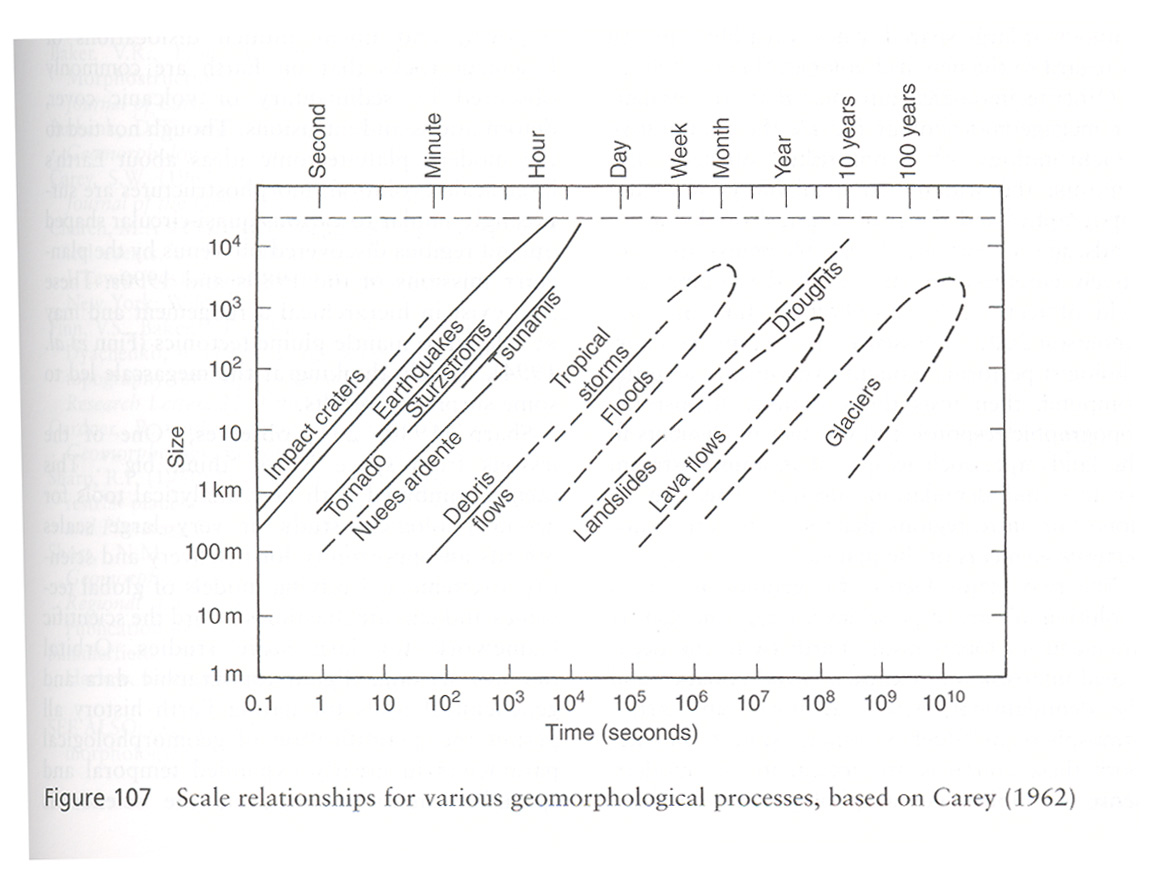 Second
Minute
Hour
Day
Week
Month
Year
10 years
100 years
Size
10⁴
10³
10²
10
1 km
100 m
10 m
1 m
Impact craters
Earthquakes
Sturzstroms
Tsunamis
Tornado
Nuees ardente
Debris
flows
Tropical
storms
Floods
Landslides
Lava flows
Droughts
Glaciers
0.1 1 10 10² 10³ 10⁴ 10⁵ 10⁶ 10⁷ 10⁸ 10⁹ 10¹⁰
Time (seconds)
Figure 107 Scale relationships for various geomorphological processes, based on Carey (1962)